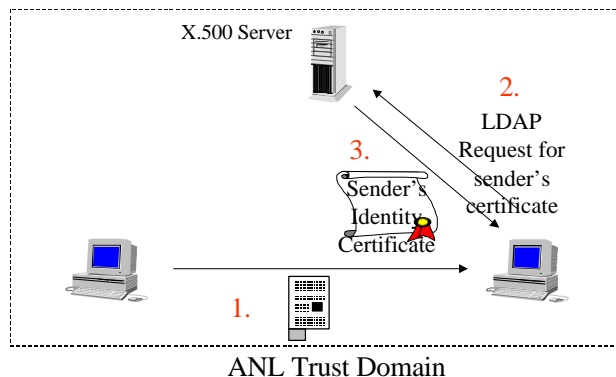 X.500 Server
2.
LDAP
Request for
sender's
certificate
3.
Sender's
Identity
Certificate
1.
ANL Trust Domain